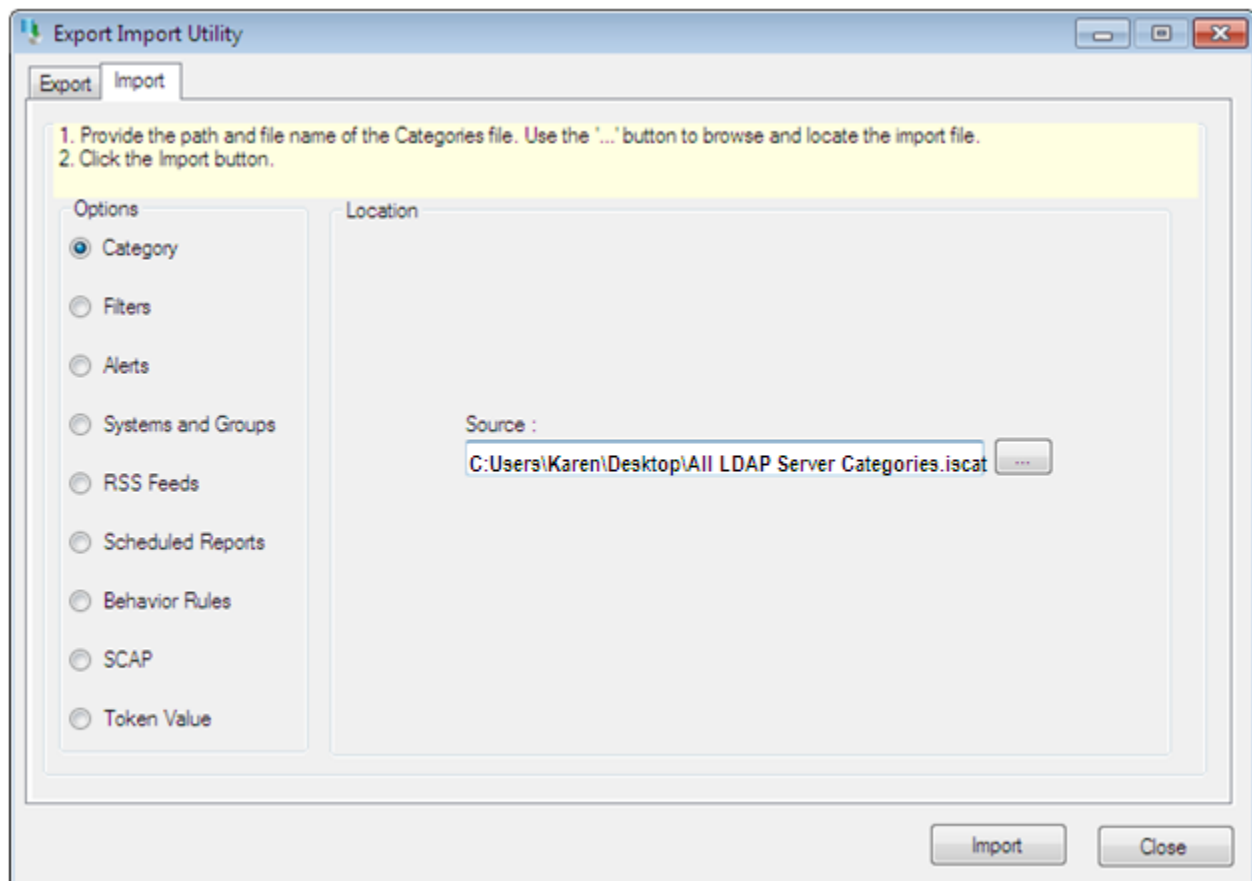 Export Import Utility
Export
Import
1. Provide the path and file name of the Categories file. Use the '...' button to browse and locate the import file.
2. Click the Import button.
Options
Location
Category
Filters
Alerts
Systems and Groups
Source :
C:Users\Karen\Desktop\All LDAP Server Categories.iscat
...
RSS Feeds
Scheduled Reports
Behavior Rules
SCAP
Token Value
Import
Close